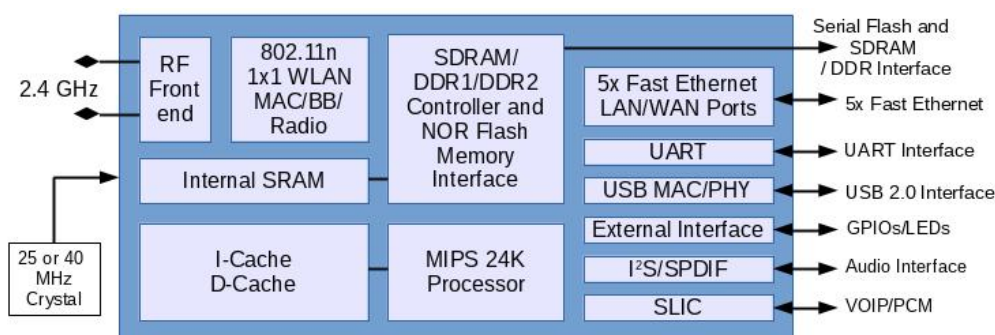 2.4 GHz
25 or 40
MHz
Crystal
RF
Front
end
802.11n
1x1 WLAN
MAC/BB/
Radio
Internal SRAM
I-Cache
D-Cache
SDRAM/
DDR1/DDR2
Controller and
NOR Flash
Memory
Interface
MIPS 24K
Processor
5x Fast Ethernet
LAN/WAN Ports
UART
USB MAC/PHY
External Interface
I²S/SPDIF
SLIC
Serial Flash and
SDRAM
/ DDR Interface
5x Fast Ethernet
UART Interface
USB 2.0 Interface
GPIOs/LEDs
Audio Interface
VOIP/PCM